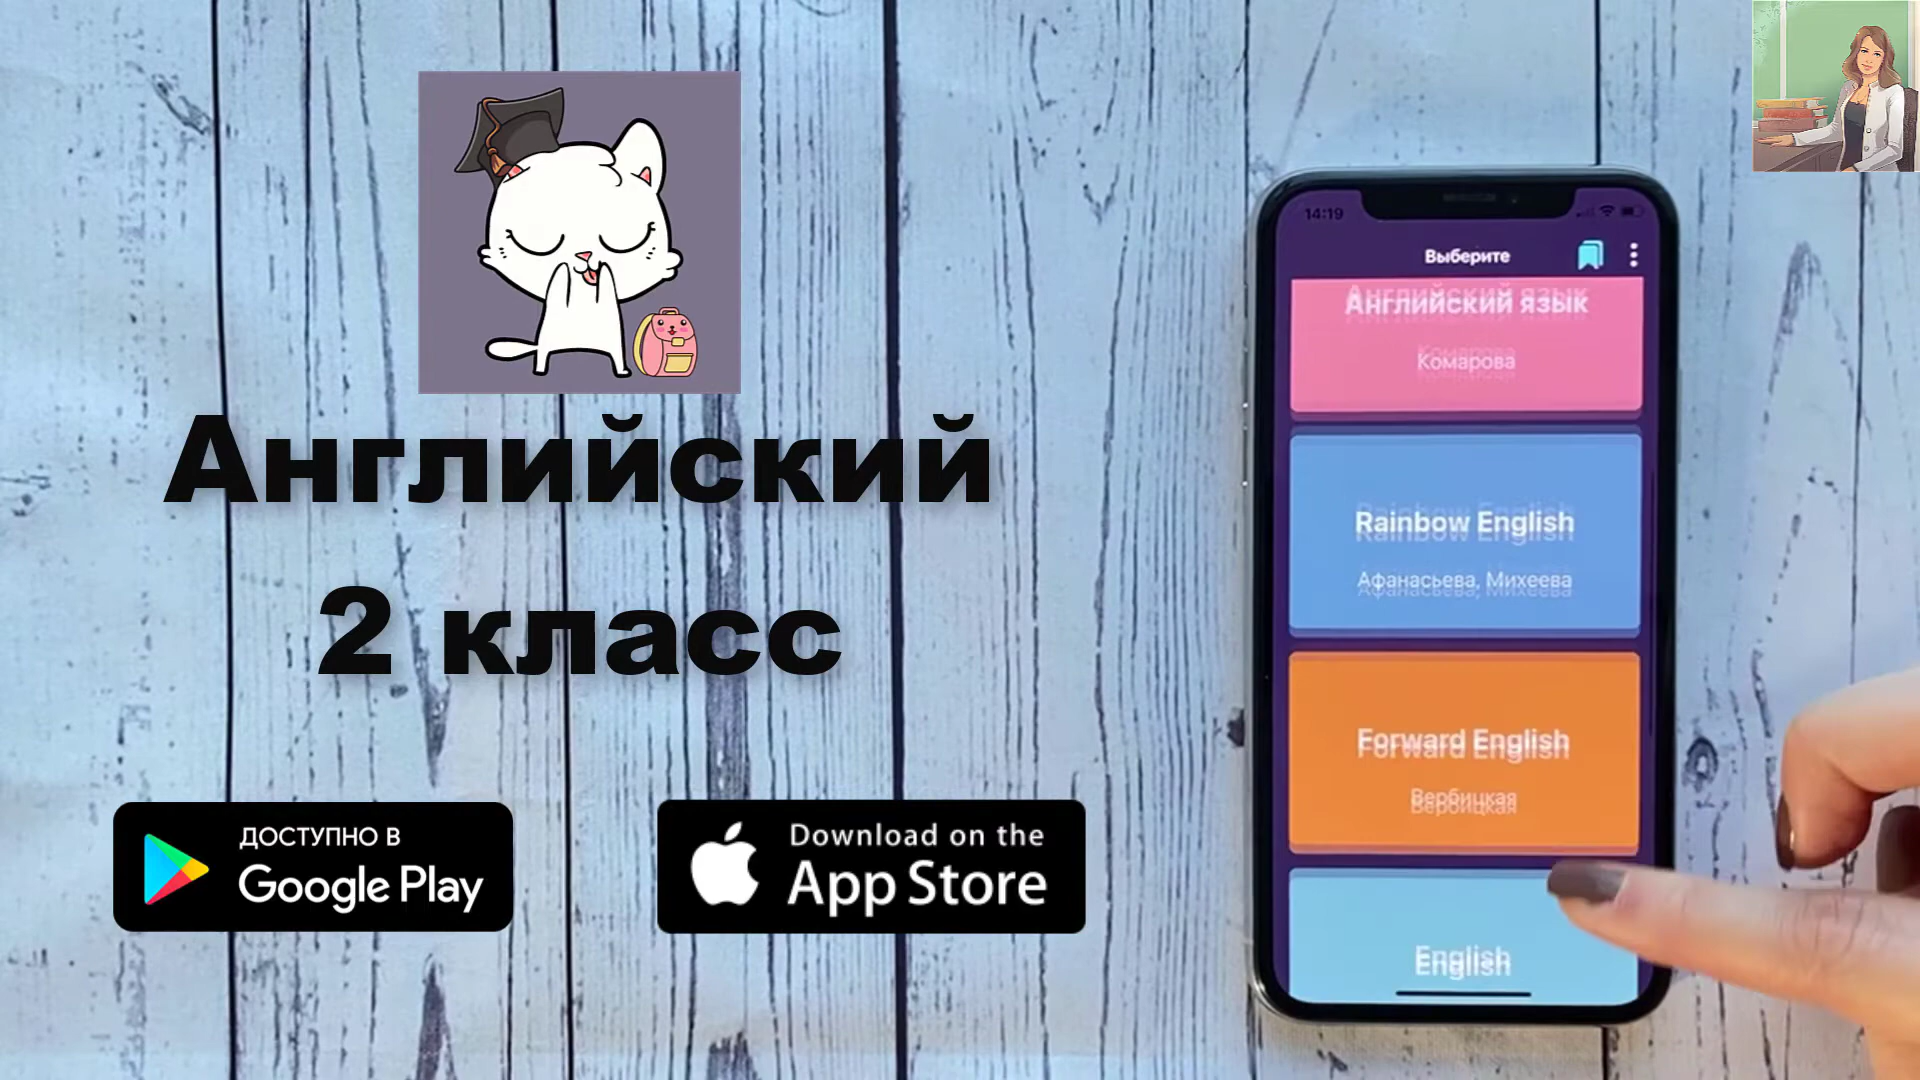 Английский
2 класс
ДОСТУПНО В
Google Play
Download on the
App Store
14:19
Выберите
Английский язык
Комарова
Rainbow English
Афанасьева, Михеева
Forward English
Вербицкая
English